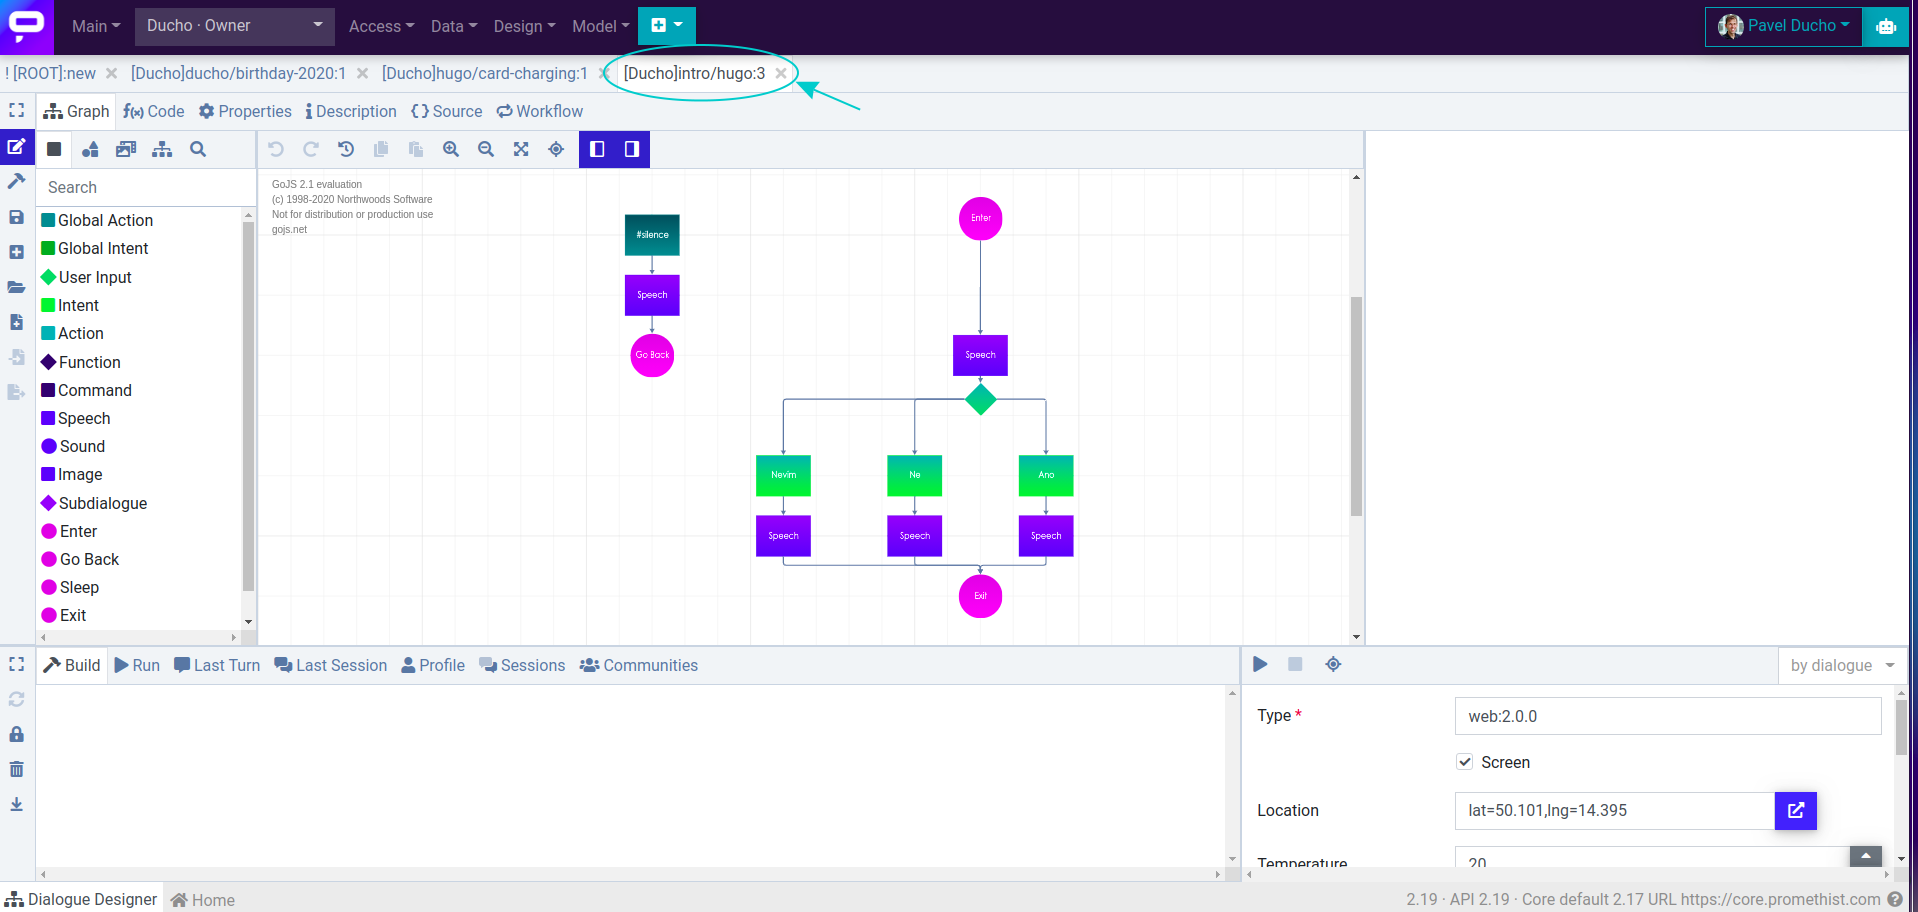 Main
Ducho · Owner
Access
Data
Design
Model
Pavel Ducho
! [ROOT]:new
[Ducho]ducho/birthday-2020:1
[Ducho]hugo/card-charging:1
[Ducho]intro/hugo:3
Graph
f(x) Code
Properties
Description
Source
Workflow
Search
Global Action
Global Intent
User Input
Intent
Action
Function
Command
Speech
Sound
Image
Subdialogue
Enter
Go Back
Sleep
Exit
GoJS 2.1 evaluation
(c) 1998-2020 Northwoods Software
Not for distribution or production use
gojs.net
#silence
Speech
Go Back
Enter
Speech
Nevim
Ne
Ano
Speech
Speech
Speech
Exit
Build
Run
Last Turn
Last Session
Profile
Sessions
Communities
by dialogue
Type *
web:2.0.0
Screen
Location
lat=50.101,lng=14.395
Temperature
20
Dialogue Designer
Home
2.19 · API 2.19 · Core default 2.17 URL https://core.promethist.com